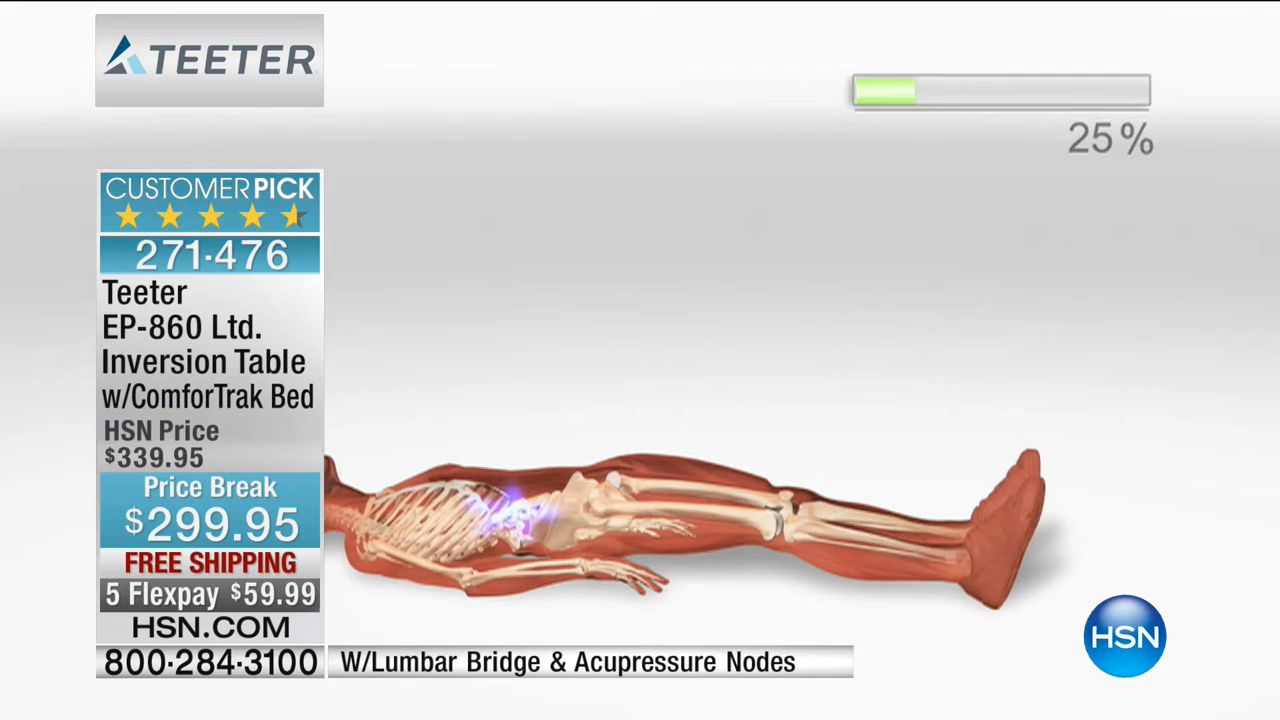 TEETER
25%
CUSTOMER PICK
271·476
Teeter
EP-860 Ltd.
Inversion Table
w/ComforTrak Bed
HSN Price
$339.95
Price Break
$299.95
FREE SHIPPING
5 Flexpay $59.99
HSN.COM
800·284·3100
W/Lumbar Bridge & Acupressure Nodes
HSN